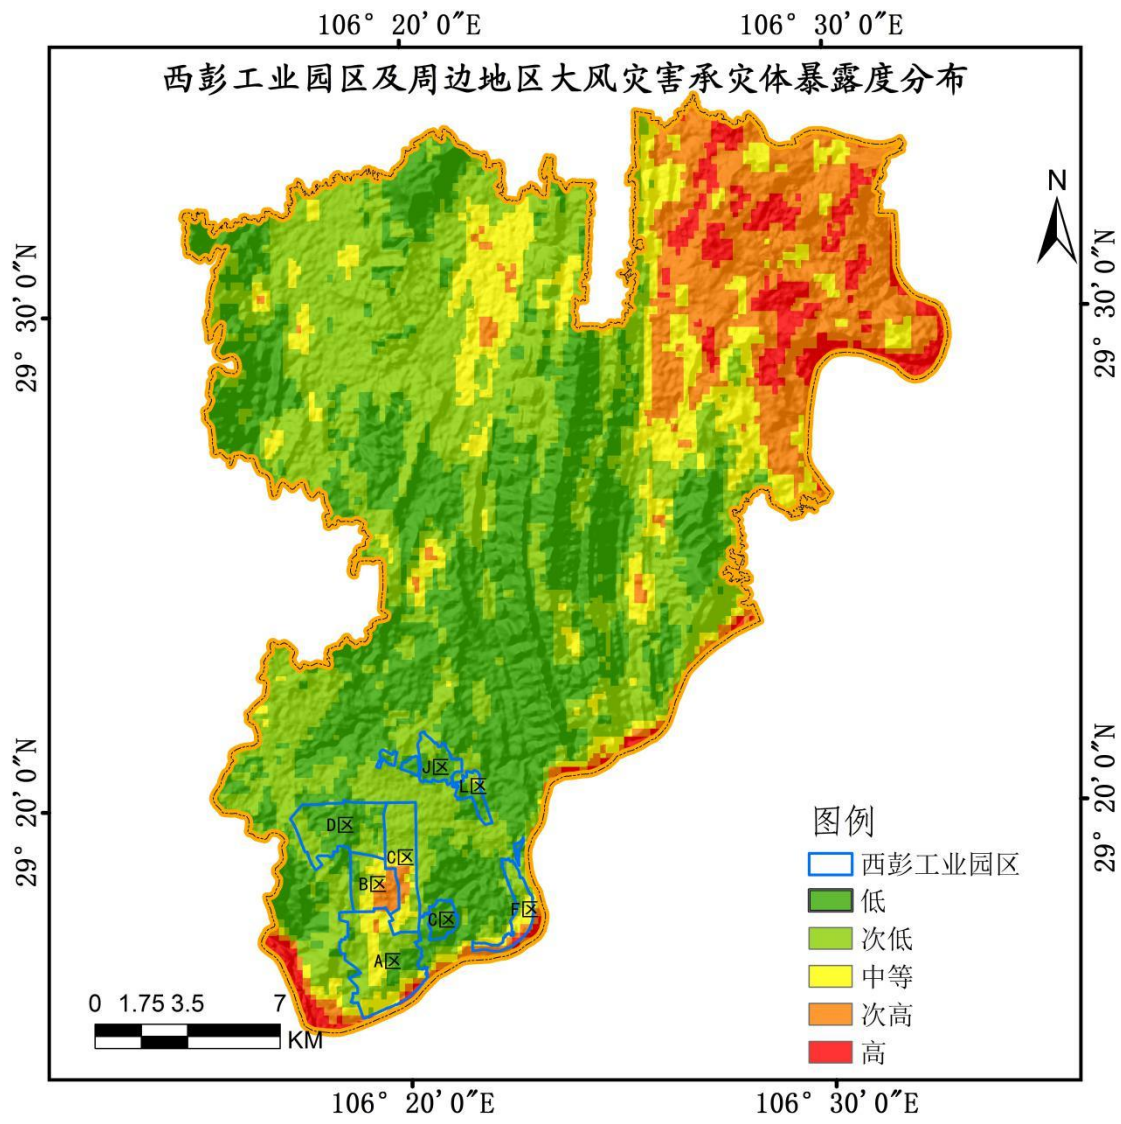 106° 20′0″E
106° 30′0″E
西彭工业园区及周边地区大风灾害承灾体暴露度分布
N
29° 30′0″N
29° 30′0″N
29° 20′0″N
29° 20′0″N
J区
L区
D区
C区
B区
C区
F区
A区
图例
西彭工业园区
低
次低
中等
次高
高
0 1.75 3.5 7
KM
106° 20′0″E
106° 30′0″E